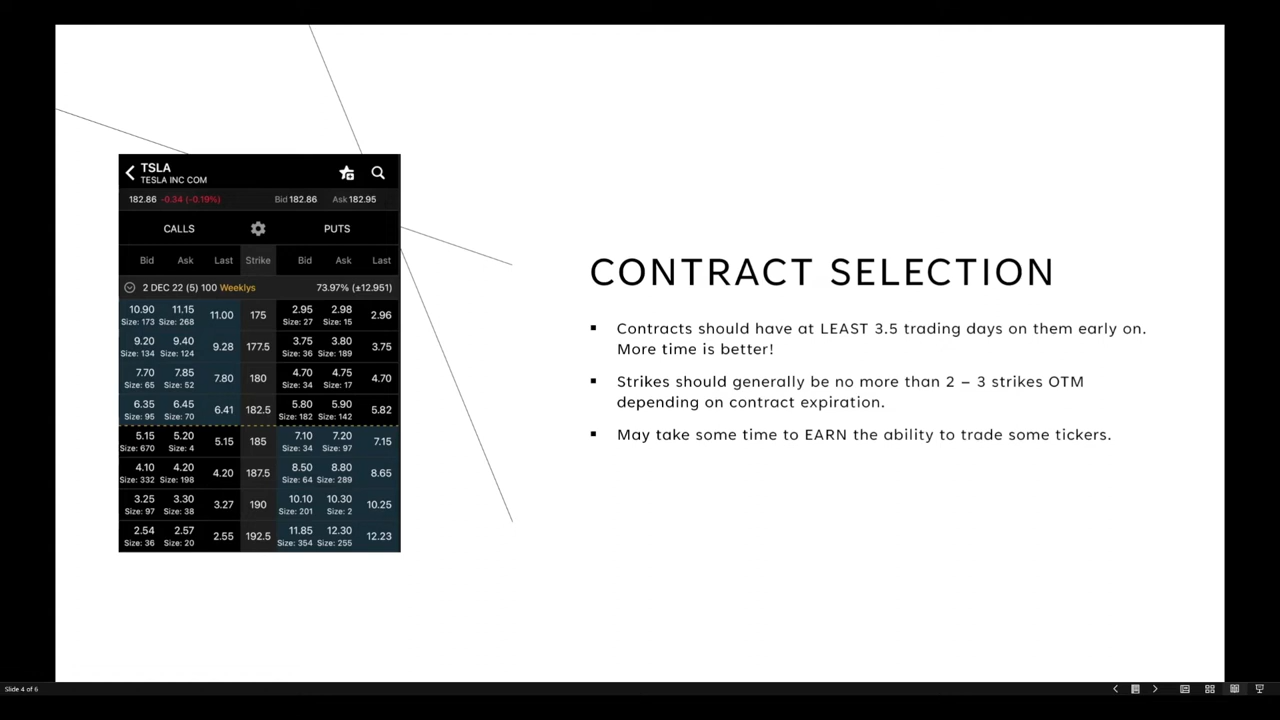 TSLA
TESLA INC COM
182.86 -0.34 (-0.19%) Bid 182.86 Ask 182.95
CALLS PUTS
Bid Ask Last Strike Bid Ask Last
2 DEC 22 (5) 100 Weeklys 73.97% (±12.951)
10.90 11.15 11.00 175 2.95 2.98 2.96
Size: 173 Size: 268 Size: 27 Size: 15
9.20 9.40 9.28 177.5 3.75 3.80 3.75
Size: 134 Size: 124 Size: 36 Size: 189
7.70 7.85 7.80 180 4.70 4.75 4.70
Size: 65 Size: 52 Size: 34 Size: 17
6.35 6.45 6.41 182.5 5.80 5.90 5.82
Size: 95 Size: 70 Size: 182 Size: 142
5.15 5.20 5.15 185 7.10 7.20 7.15
Size: 670 Size: 4 Size: 34 Size: 97
4.10 4.20 4.20 187.5 8.50 8.80 8.65
Size: 332 Size: 198 Size: 64 Size: 289
3.25 3.30 3.27 190 10.10 10.30 10.25
Size: 97 Size: 38 Size: 201 Size: 2
2.54 2.57 2.55 192.5 11.85 12.30 12.23
Size: 36 Size: 20 Size: 354 Size: 255
CONTRACT SELECTION
▪ Contracts should have at LEAST 3.5 trading days on them early on.
More time is better!
▪ Strikes should generally be no more than 2 – 3 strikes OTM
depending on contract expiration.
▪ May take some time to EARN the ability to trade some tickers.
Slide 4 of 6